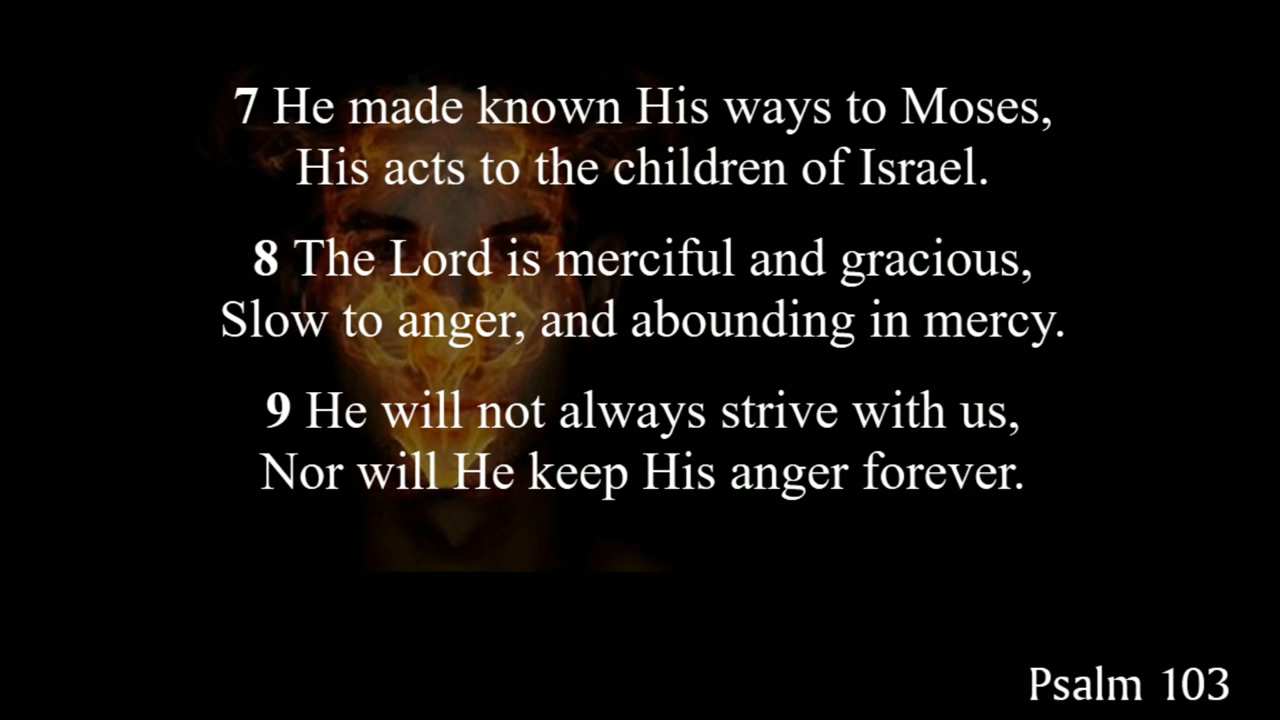 7 He made known His ways to Moses,
His acts to the children of Israel.
8 The Lord is merciful and gracious,
Slow to anger, and abounding in mercy.
9 He will not always strive with us,
Nor will He keep His anger forever.
Psalm 103